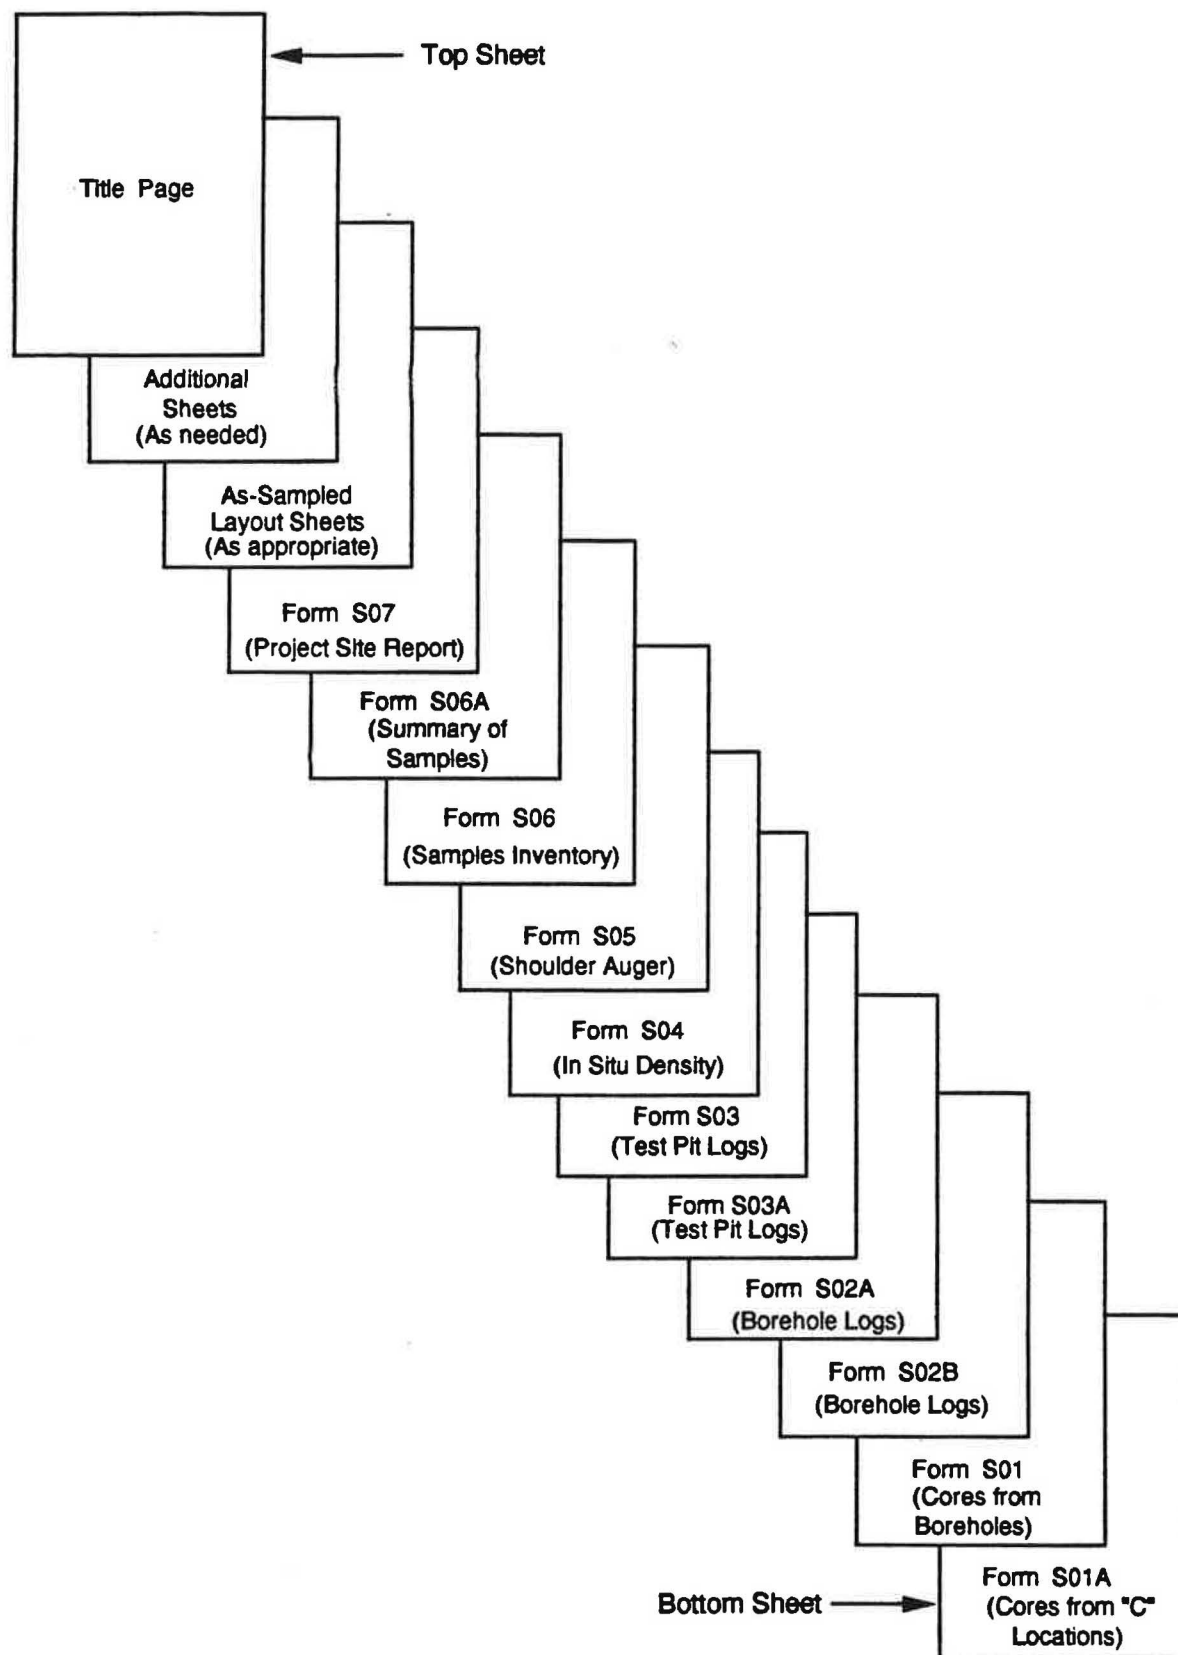 Top Sheet
Title Page
Additional
Sheets
(As needed)
As-Sampled
Layout Sheets
(As appropriate)
Form S07
(Project Site Report)
Form S06A
(Summary of
Samples)
Form S06
(Samples Inventory)
Form S05
(Shoulder Auger)
Form S04
(In Situ Density)
Form S03
(Test Pit Logs)
Form S03A
(Test Pit Logs)
Form S02A
(Borehole Logs)
Form S02B
(Borehole Logs)
Form S01
(Cores from
Boreholes)
Bottom Sheet
Form S01A
(Cores from "C"
Locations)